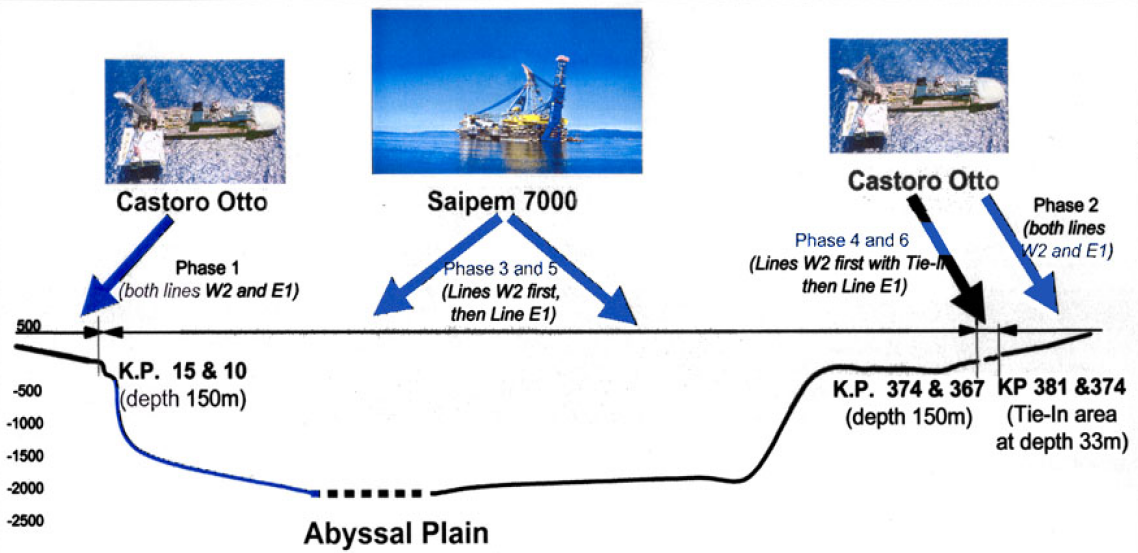 Castoro Otto
Saipem 7000
Castoro Otto
Phase 1
(both lines W2 and E1)
Phase 3 and 5
(Lines W2 first,
then Line E1)
Phase 4 and 6
(Lines W2 first with Tie-In
then Line E1)
Phase 2
(both lines
W2 and E1)
500
-500
-1000
-1500
-2000
-2500
K.P. 15 & 10
(depth 150m)
K.P. 374 & 367
(depth 150m)
KP 381 &374
(Tie-In area
at depth 33m)
Abyssal Plain